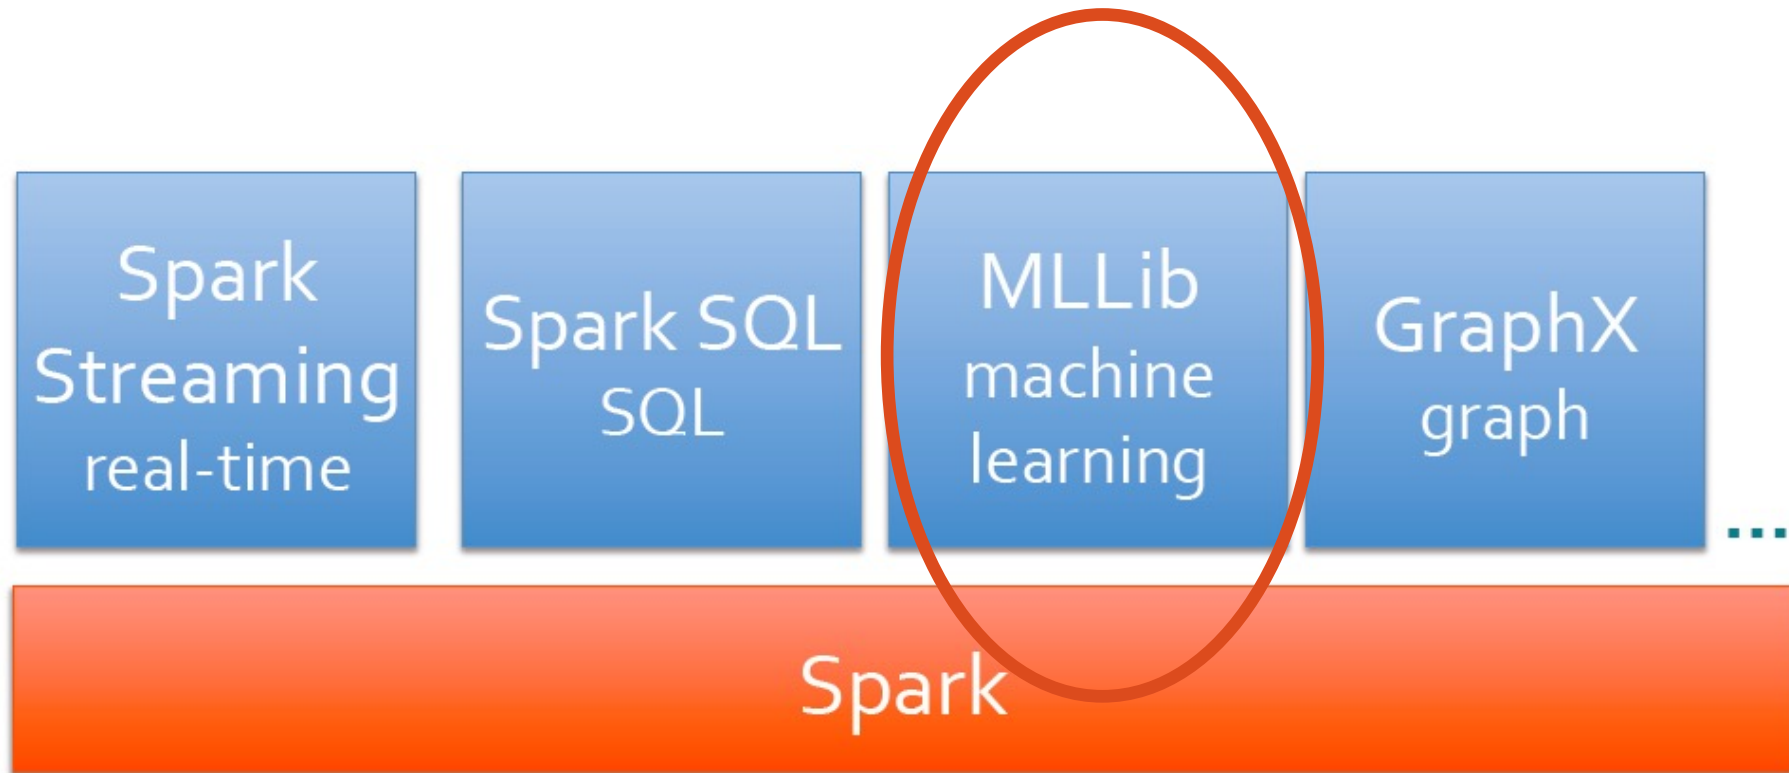 Spark
Streaming
real-time
Spark SQL
SQL
MLLib
machine
learning
GraphX
graph
....
Spark